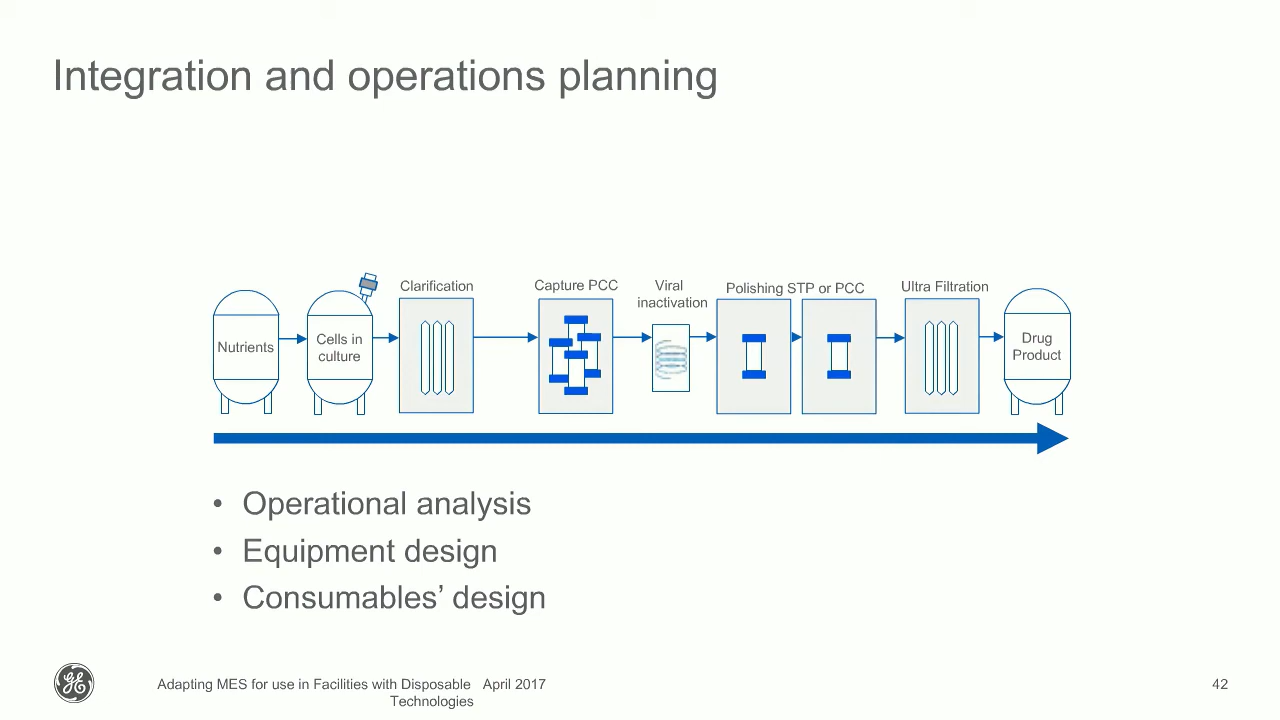 Integration and operations planning
Clarification
Capture PCC
Viral
inactivation
Polishing STP or PCC
Ultra Filtration
Nutrients
Cells in
culture
Drug
Product
• Operational analysis
• Equipment design
• Consumables’ design
Adapting MES for use in Facilities with Disposable April 2017
Technologies
42